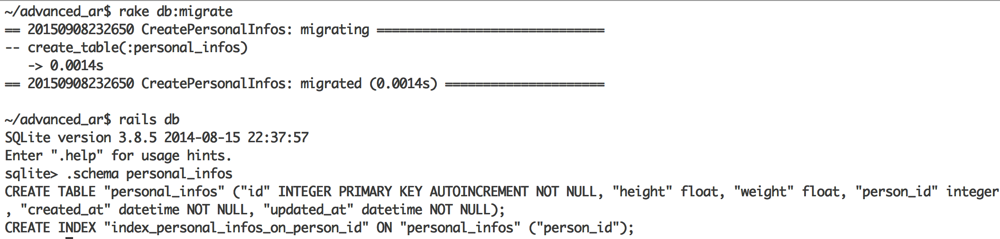 ~/advanced_ar$ rake db:migrate
== 20150908232650 CreatePersonalInfos: migrating ==============================
-- create_table(:personal_infos)
   -> 0.0014s
== 20150908232650 CreatePersonalInfos: migrated (0.0014s) =====================
~/advanced_ar$ rails db
SQLite version 3.8.5 2014-08-15 22:37:57
Enter ".help" for usage hints.
sqlite> .schema personal_infos
CREATE TABLE "personal_infos" ("id" INTEGER PRIMARY KEY AUTOINCREMENT NOT NULL, "height" float, "weight" float, "person_id" integer
, "created_at" datetime NOT NULL, "updated_at" datetime NOT NULL);
CREATE INDEX "index_personal_infos_on_person_id" ON "personal_infos" ("person_id");